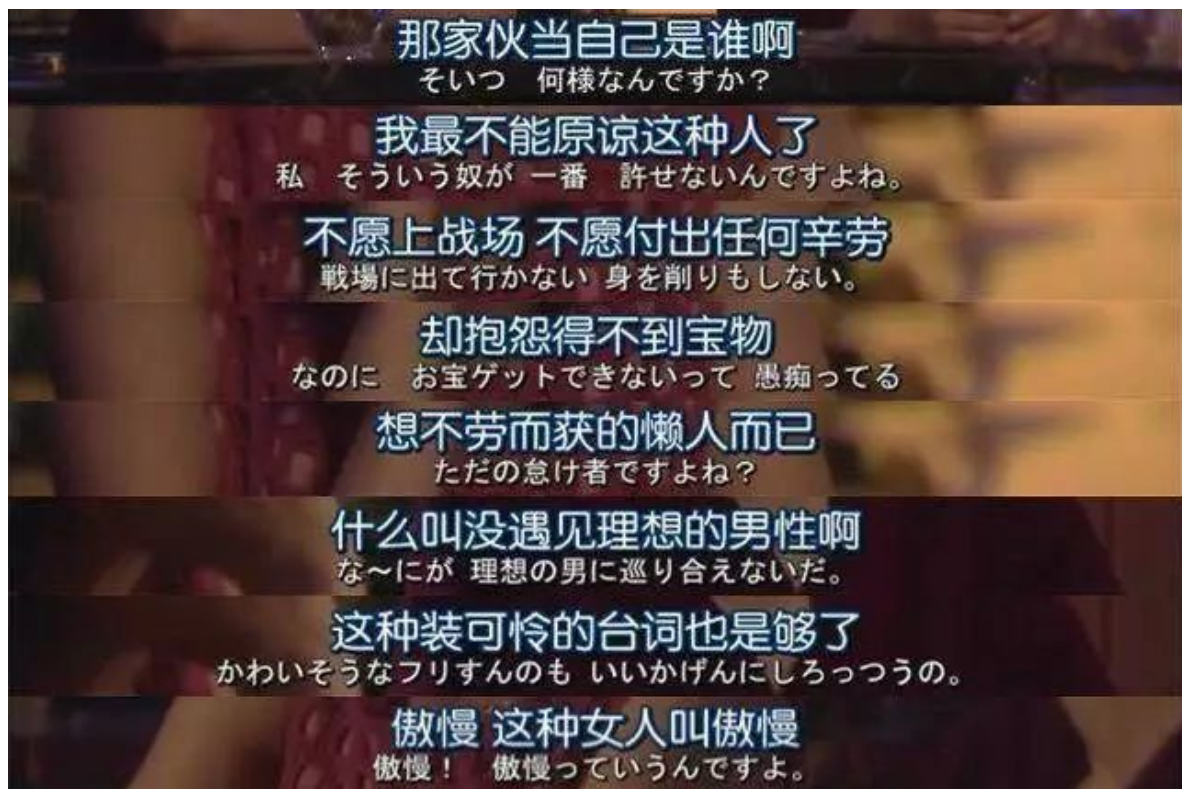 那家伙当自己是谁啊
そいつ 何様なんですか？
我最不能原谅这种人了
私 そういう奴が 一番 許せないんですよね。
不愿上战场 不愿付出任何辛劳
戦場に出て行かない 身を削りもしない。
却抱怨得不到宝物
なのに お宝ゲットできないって 愚痴ってる
想不劳而获的懒人而已
ただの怠け者ですよね？
什么叫没遇见理想的男性啊
な～にが 理想の男に巡り合えないだ。
这种装可怜的台词也是够了
かわいそうなフリすんのも いいかげんにしろっつうの。
傲慢 这种女人叫傲慢
傲慢！ 傲慢っていうんですよ。